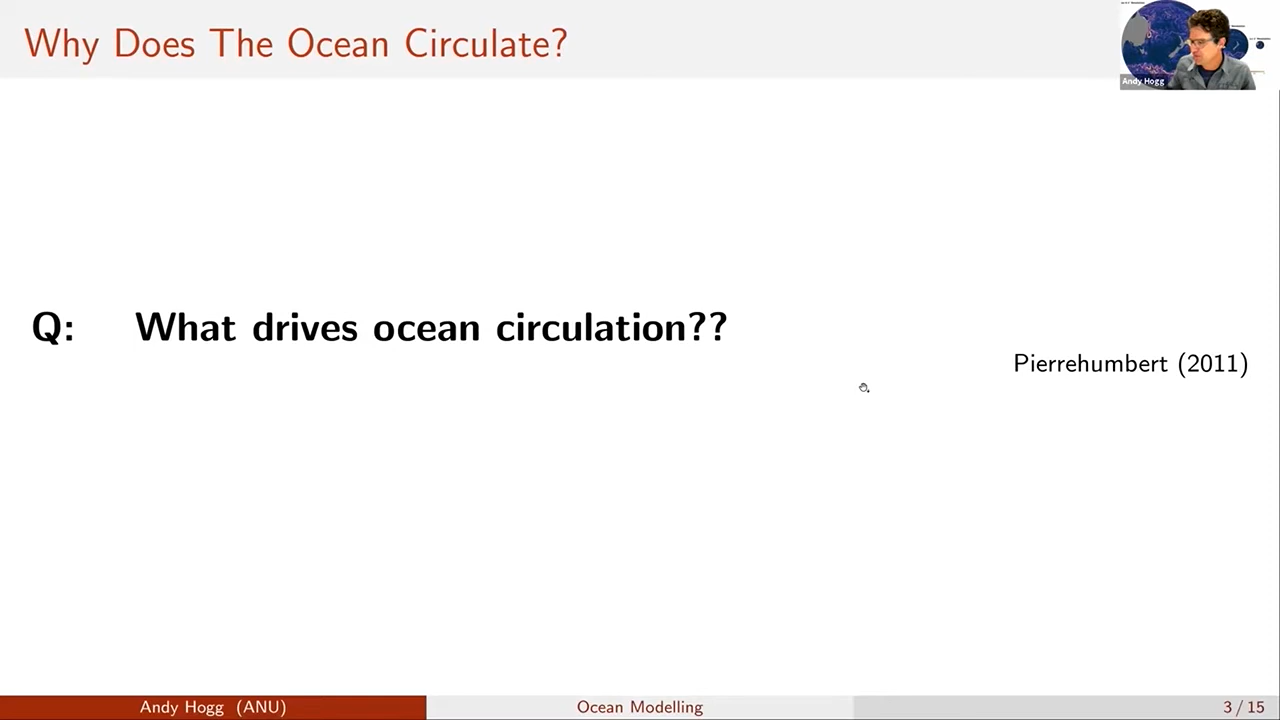 Why Does The Ocean Circulate?
Andy Hogg
Q: What drives ocean circulation??
Pierrehumbert (2011)
Andy Hogg (ANU)
Ocean Modelling
3 / 15